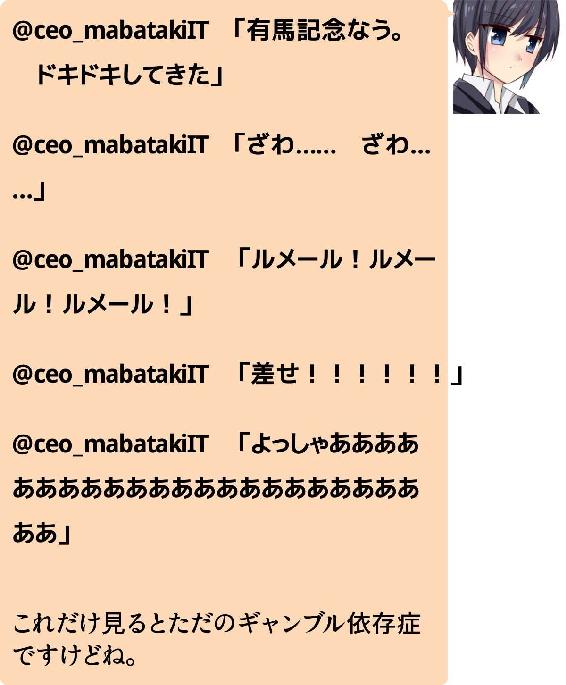 @ceo_mabatakiIT　「有馬記念なう。
　ドキドキしてきた」
@ceo_mabatakiIT　「ざわ……　ざわ…
…」
@ceo_mabatakiIT　「ルメール！ルメー
ル！ルメール！」
@ceo_mabatakiIT　「差せ！！！！！！」
@ceo_mabatakiIT　「よっしゃああああ
ああああああああああああああああああ
ああ」
これだけ見るとただのギャンブル依存症
ですけどね。